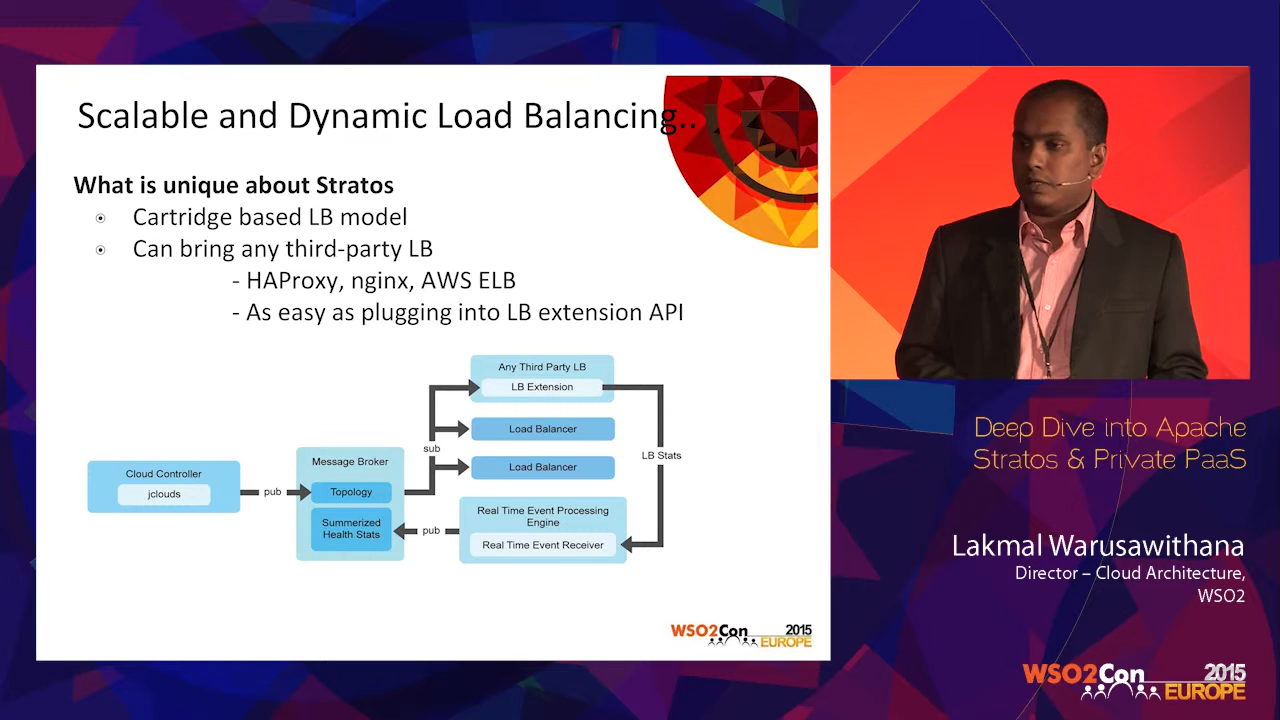 Scalable and Dynamic Load Balancing..
What is unique about Stratos
Cartridge based LB model
Can bring any third-party LB
- HAProxy, nginx, AWS ELB
- As easy as plugging into LB extension API
Any Third Party LB
LB Extension
Load Balancer
sub
LB Stats
Load Balancer
Message Broker
Cloud Controller
jclouds
pub
Topology
Summerized
Health Stats
pub
Real Time Event Processing
Engine
Real Time Event Receiver
WSO2Con 2015
EUROPE
Deep Dive into Apache
Stratos & Private PaaS
Lakmal Warusawithana
Director – Cloud Architecture,
WSO2
WSO2Con 2015
EUROPE